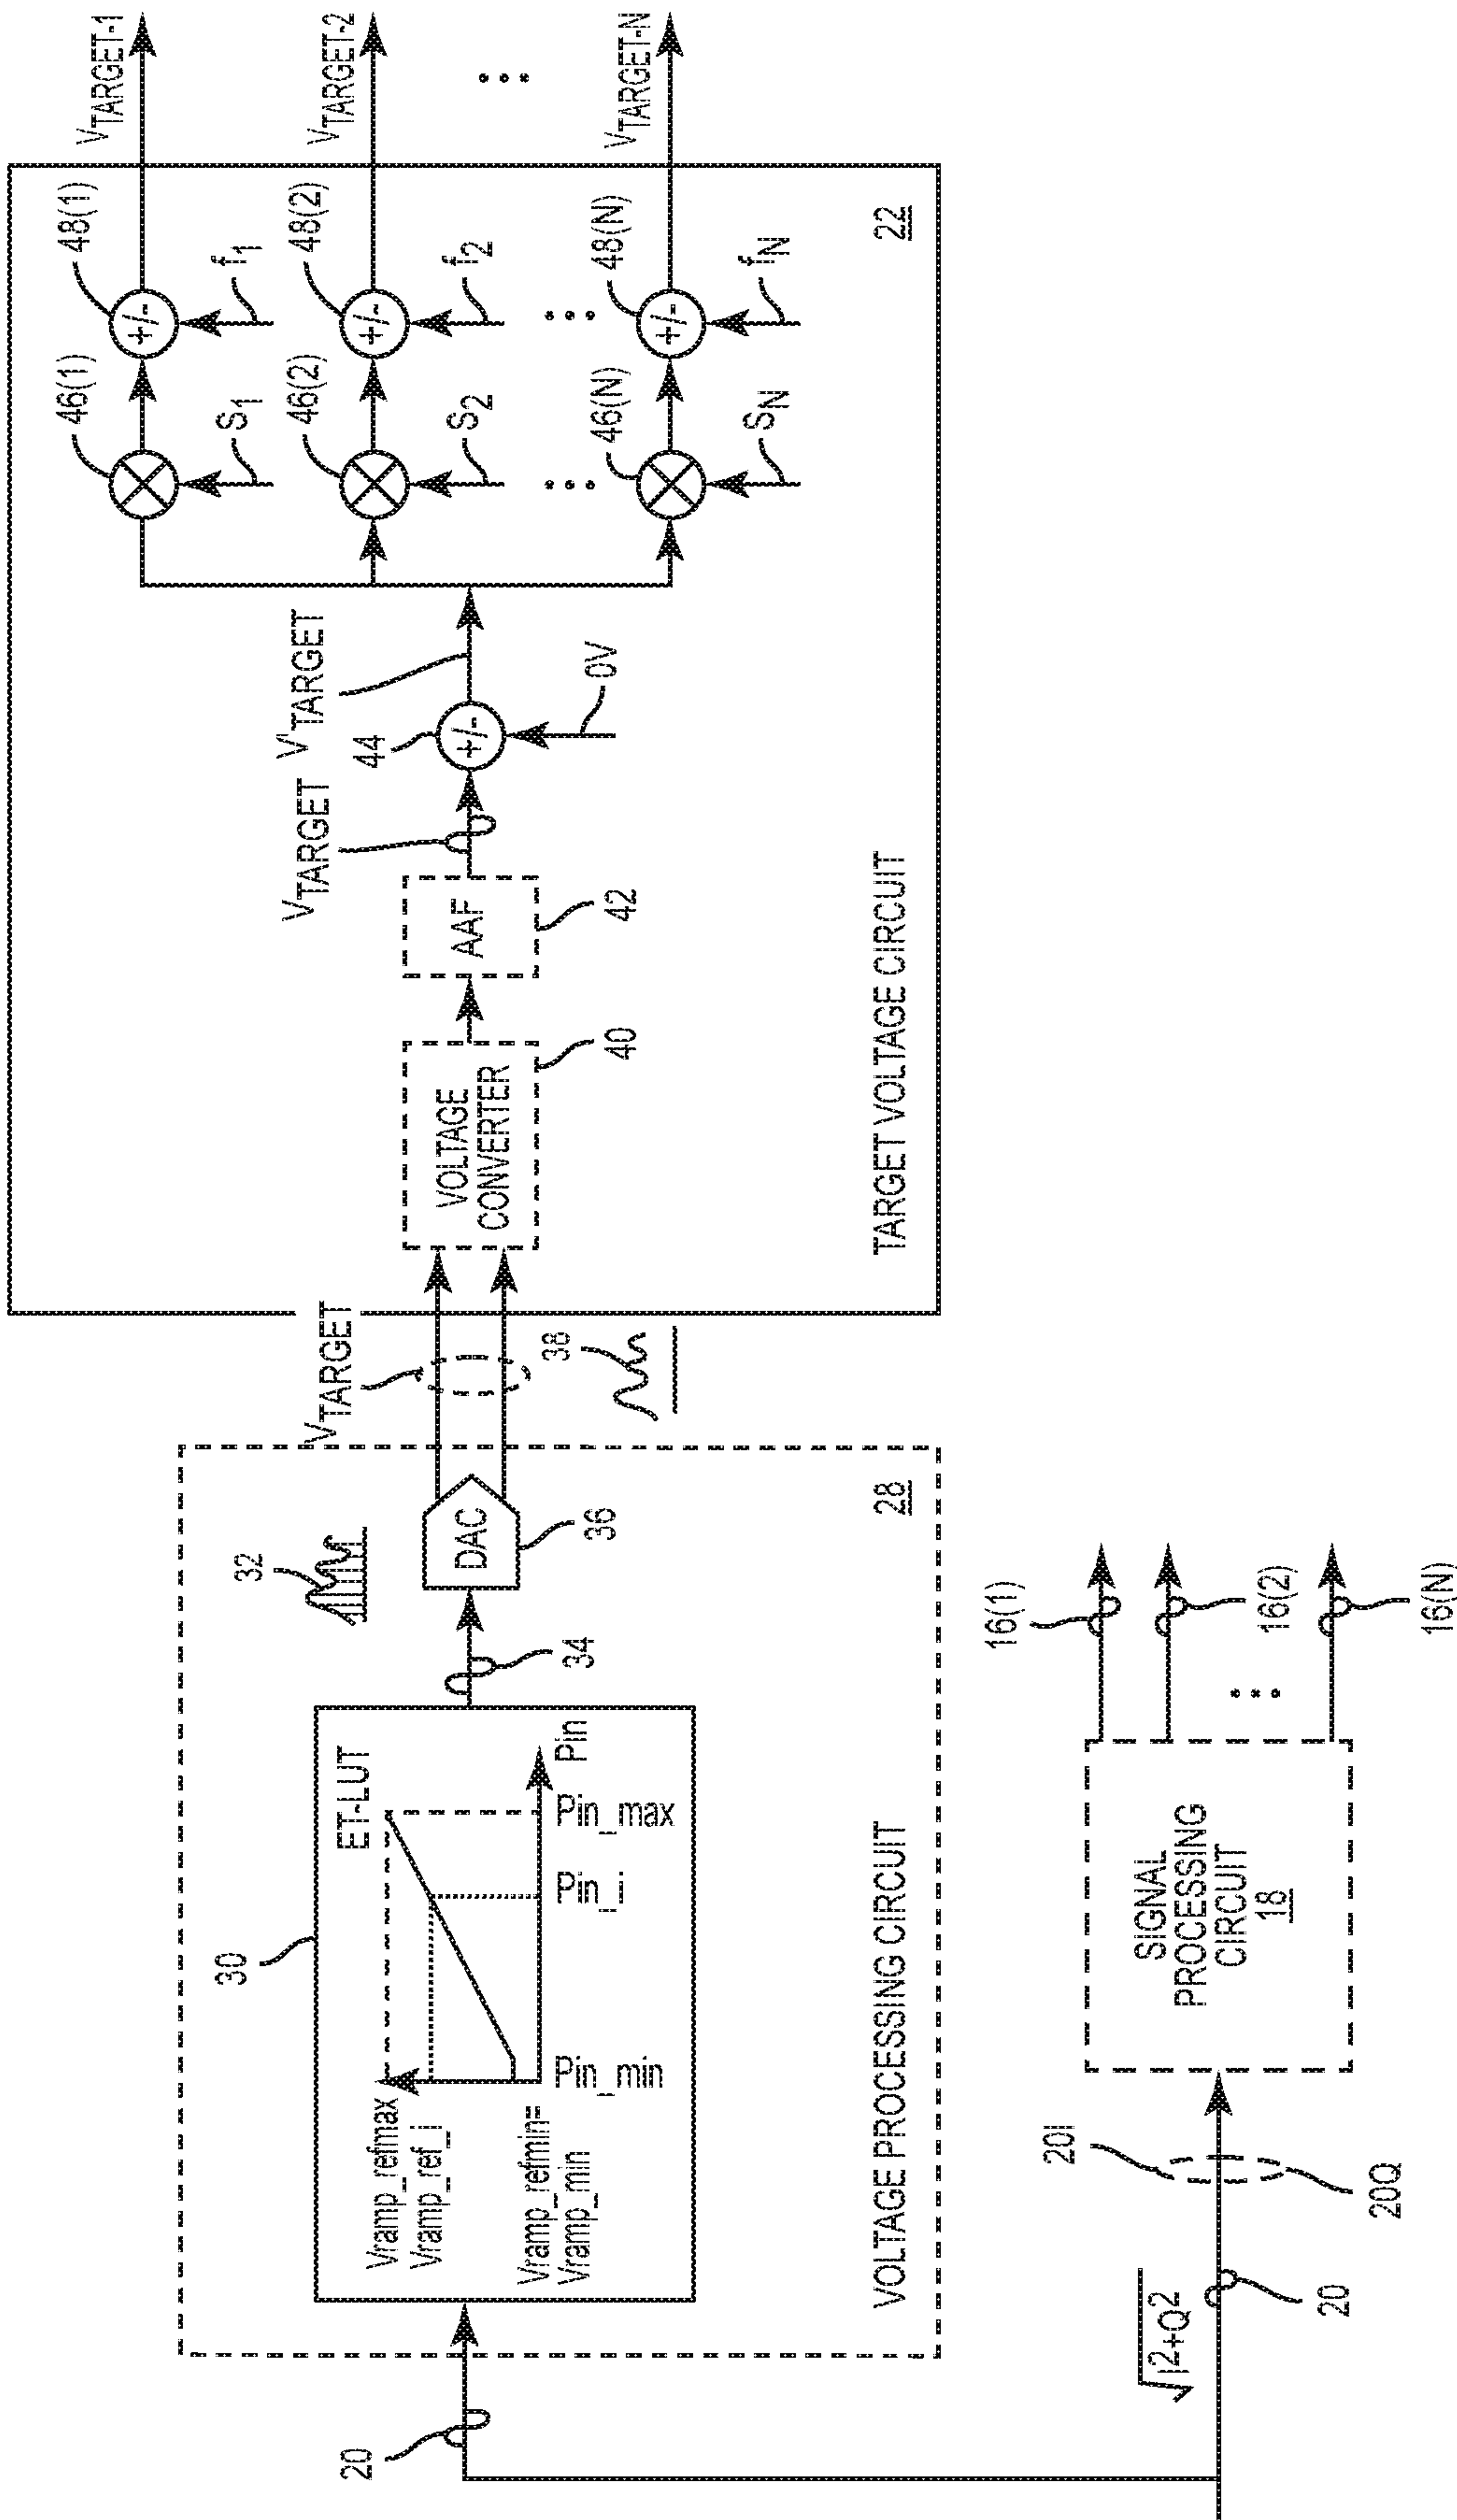 20
30
ET-LUT
Vramp_refmax
Vramp_ref_i
Vramp_refmin=
Vramp_min
Pin_min
Pin_i
Pin_max
Pin
34
32
DAC
36
VOLTAGE PROCESSING CIRCUIT
28
VTARGET
38
VOLTAGE
CONVERTER
40
AAF
42
VTARGET
44
+/-
V'TARGET
0V
46(1)
S1
48(1)
+/-
f1
VTARGET-1
46(2)
S2
48(2)
+/-
f2
VTARGET-2
46(N)
SN
48(N)
+/-
fN
VTARGET-N
TARGET VOLTAGE CIRCUIT
22
√I2+Q2
20
20I
20Q
SIGNAL
PROCESSING
CIRCUIT
18
16(1)
16(2)
16(N)